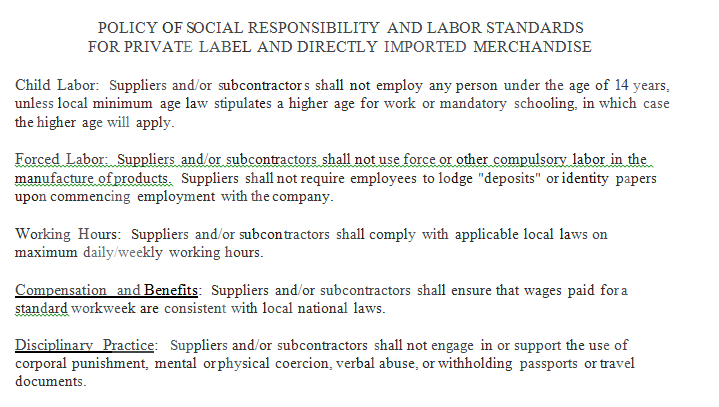 POLICY OF SOCIAL RESPONSIBILITY AND LABOR STANDARDS
FOR PRIVATE LABEL AND DIRECTLY IMPORTED MERCHANDISE
Child Labor: Suppliers and/or subcontractors shall not employ any person under the age of 14 years,
unless local minimum age law stipulates a higher age for work or mandatory schooling, in which case
the higher age will apply.
Forced Labor: Suppliers and/or subcontractors shall not use force or other compulsory labor in the
manufacture of products. Suppliers shall not require employees to lodge "deposits" or identity papers
upon commencing employment with the company.
Working Hours: Suppliers and/or subcontractors shall comply with applicable local laws on
maximum daily/weekly working hours.
Compensation and Benefits: Suppliers and/or subcontractors shall ensure that wages paid for a
standard workweek are consistent with local national laws.
Disciplinary Practice: Suppliers and/or subcontractors shall not engage in or support the use of
corporal punishment, mental or physical coercion, verbal abuse, or withholding passports or travel
documents.